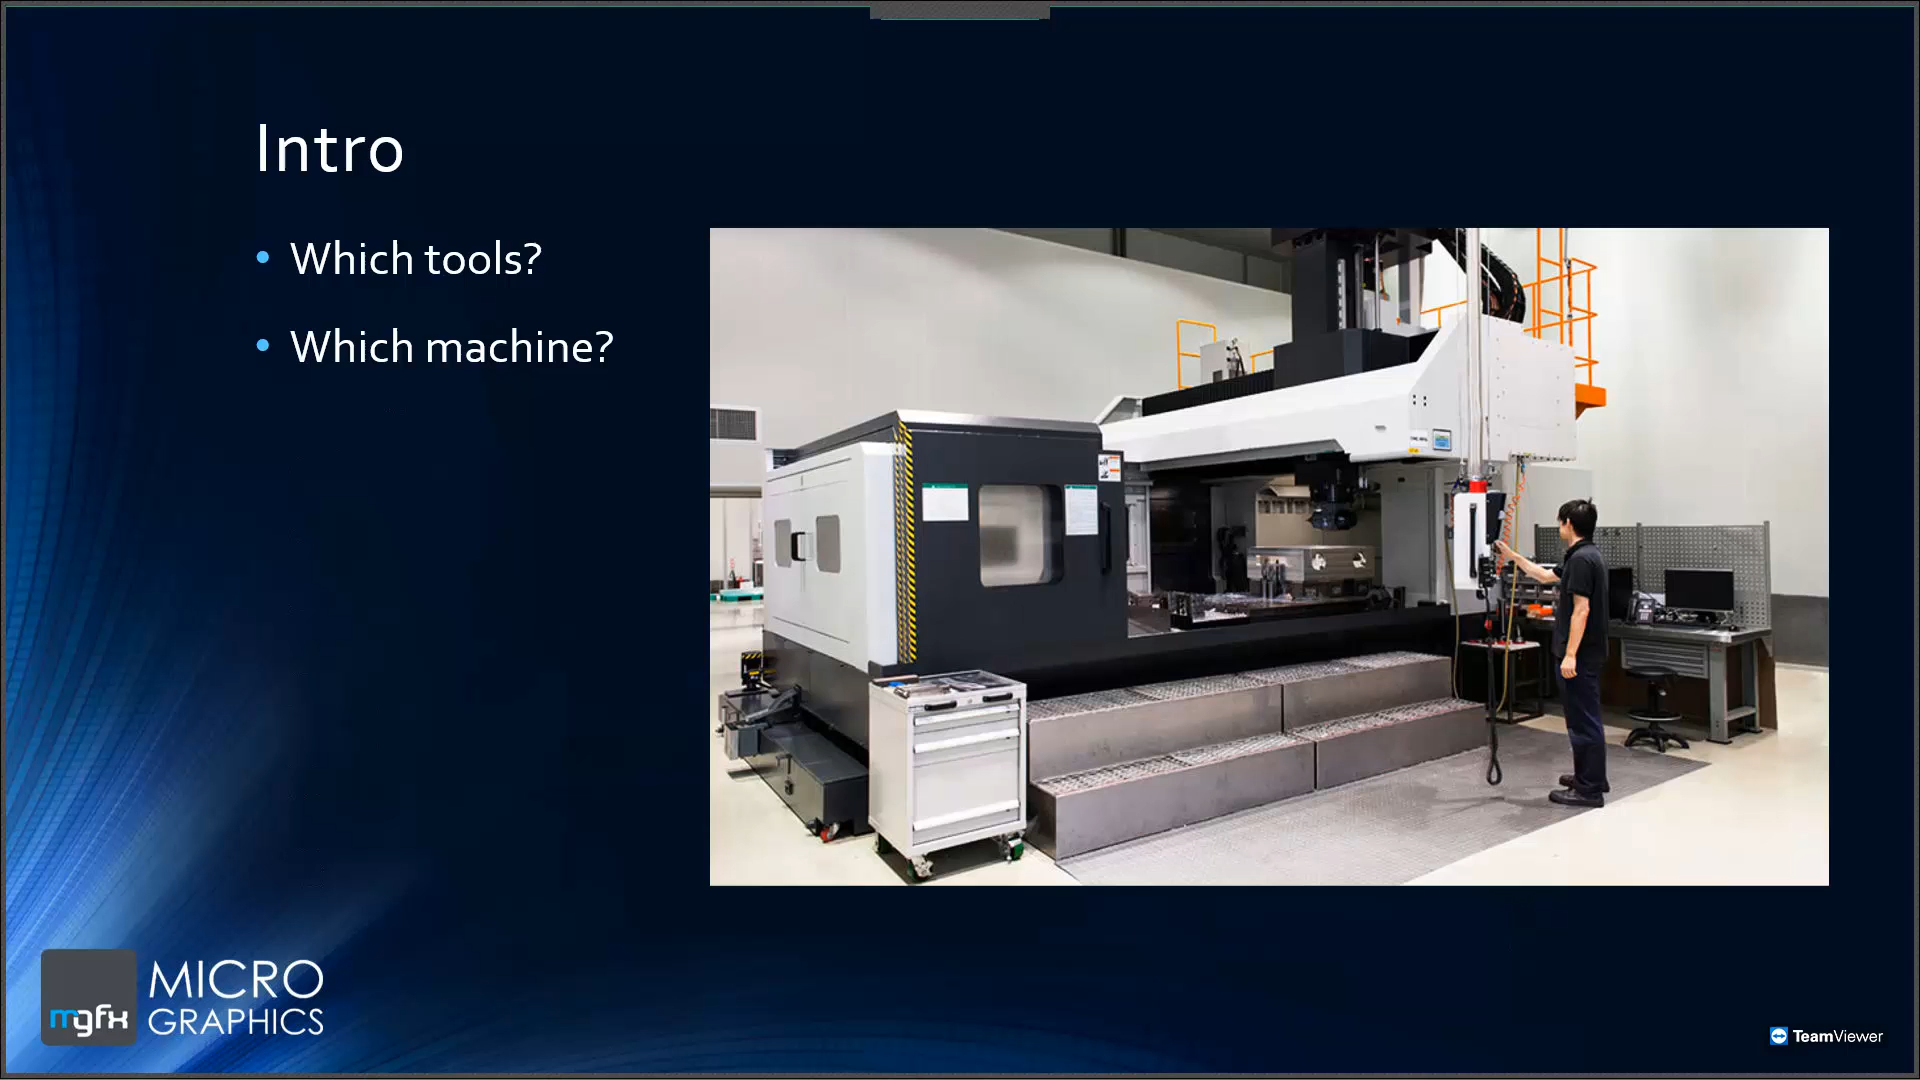 Intro
• Which tools?
• Which machine?
mgfx
MICRO
GRAPHICS
TeamViewer